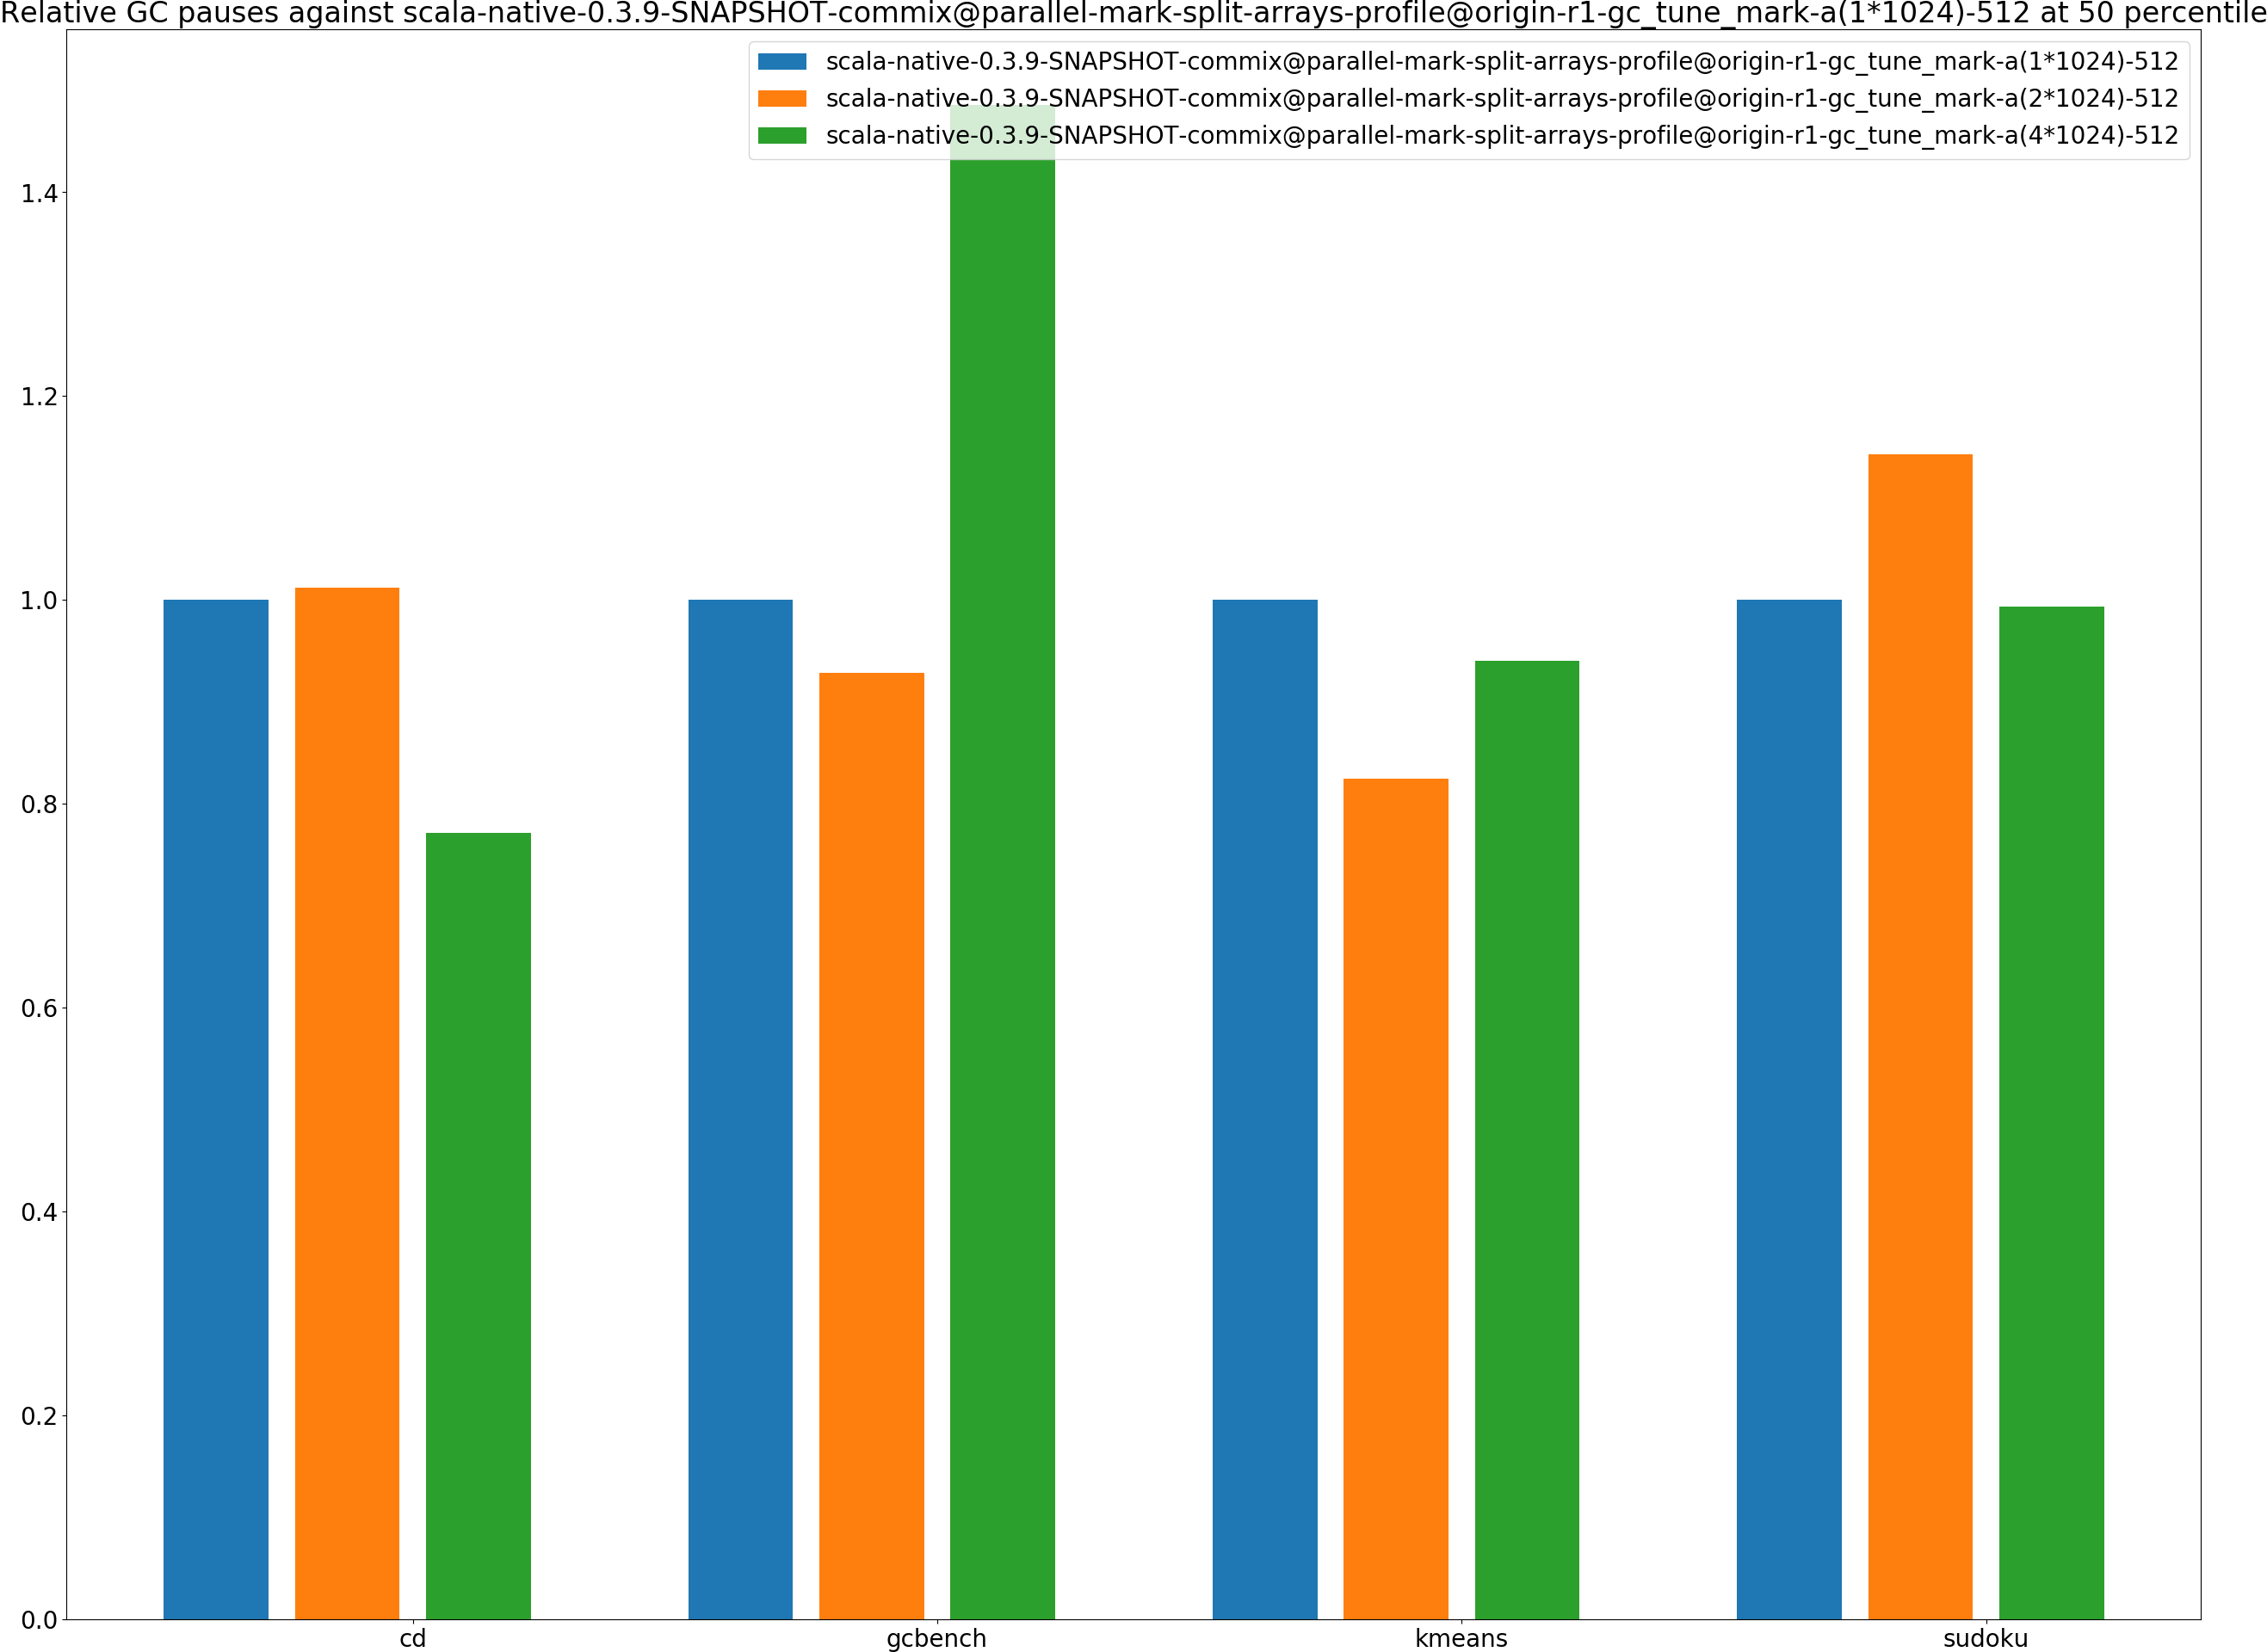 Relative GC pauses against scala-native-0.3.9-SNAPSHOT-commix@parallel-mark-split-arrays-profile@origin-r1-gc_tune_mark-a(1*1024)-512 at 50 percentile
scala-native-0.3.9-SNAPSHOT-commix@parallel-mark-split-arrays-profile@origin-r1-gc_tune_mark-a(1*1024)-512
scala-native-0.3.9-SNAPSHOT-commix@parallel-mark-split-arrays-profile@origin-r1-gc_tune_mark-a(2*1024)-512
scala-native-0.3.9-SNAPSHOT-commix@parallel-mark-split-arrays-profile@origin-r1-gc_tune_mark-a(4*1024)-512
1.4
1.2
1.0
0.8
0.6
0.4
0.2
0.0
cd gcbench kmeans sudoku